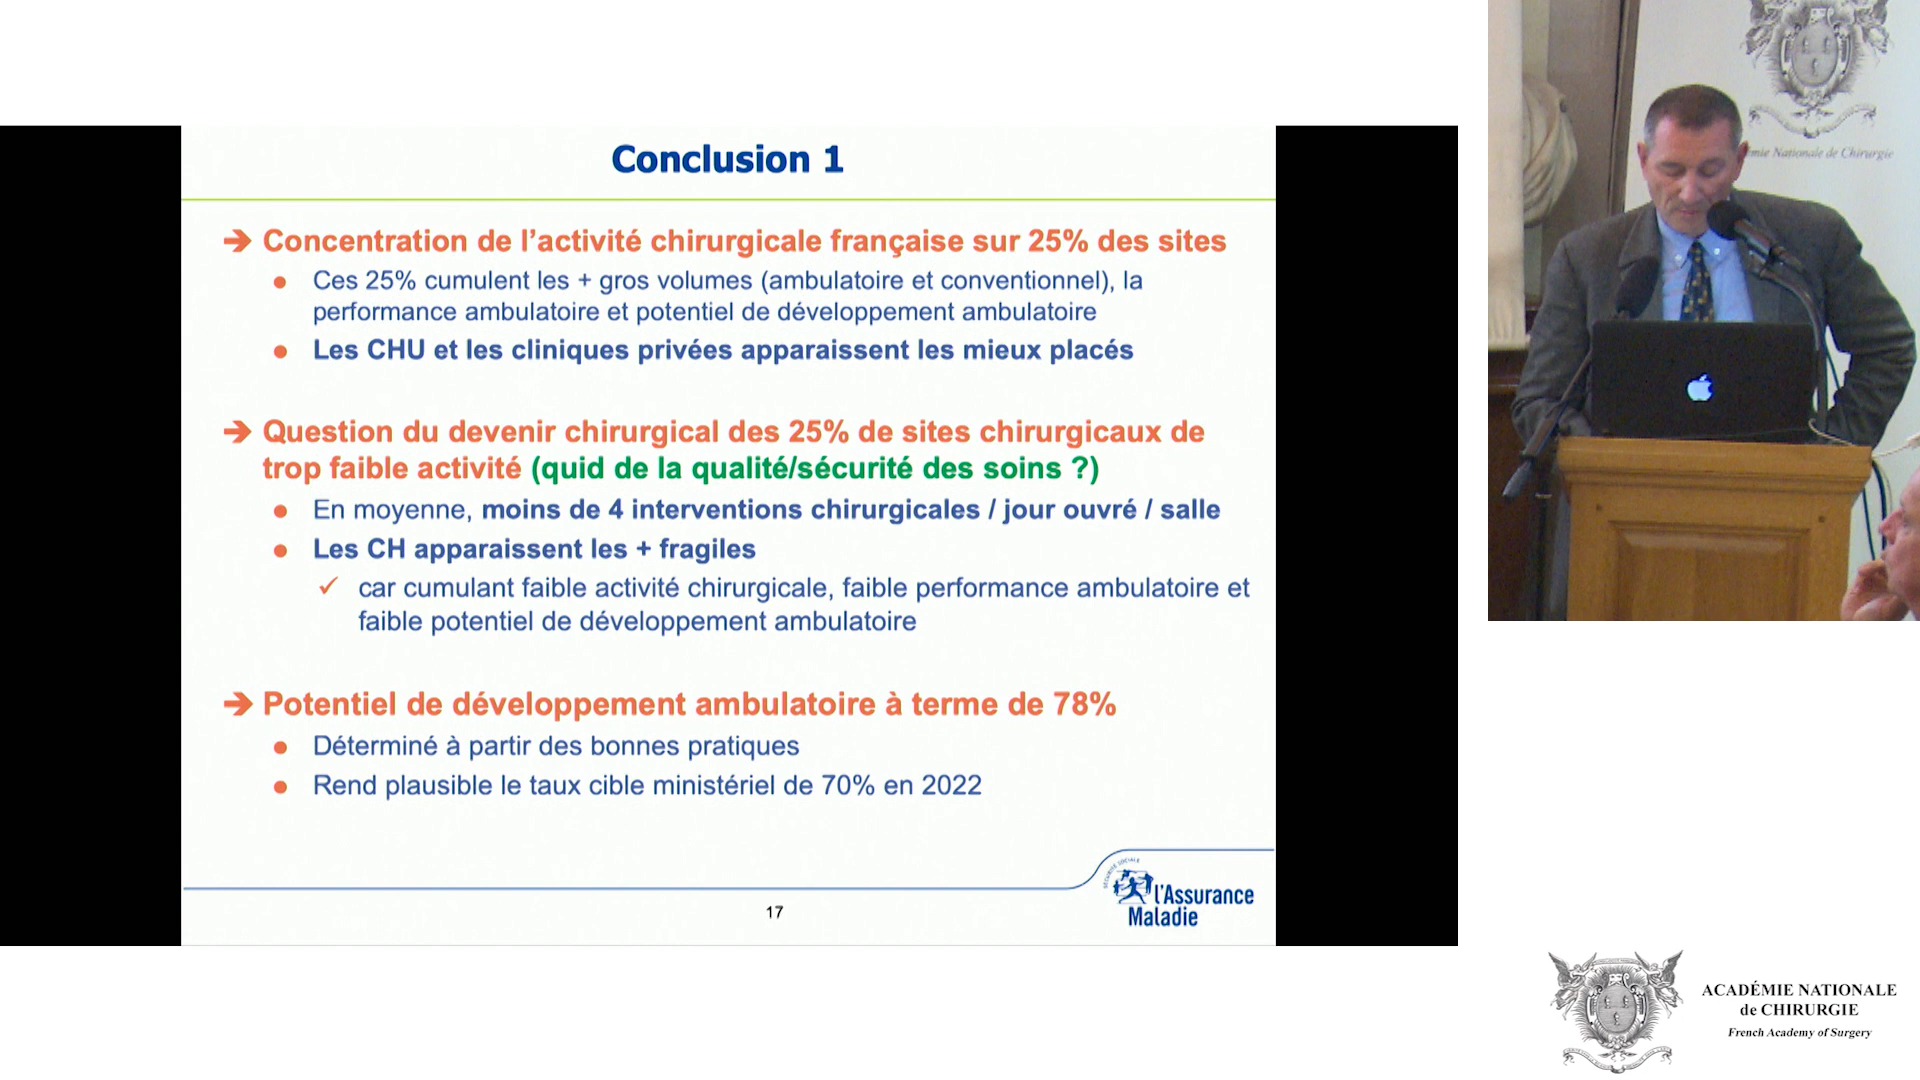 Conclusion 1
➔ Concentration de l’activité chirurgicale française sur 25% des sites
● Ces 25% cumulent les + gros volumes (ambulatoire et conventionnel), la
performance ambulatoire et potentiel de développement ambulatoire
● Les CHU et les cliniques privées apparaissent les mieux placés
➔ Question du devenir chirurgical des 25% de sites chirurgicaux de
trop faible activité (quid de la qualité/sécurité des soins ?)
● En moyenne, moins de 4 interventions chirurgicales / jour ouvré / salle
● Les CH apparaissent les + fragiles
✓ car cumulant faible activité chirurgicale, faible performance ambulatoire et
faible potentiel de développement ambulatoire
➔ Potentiel de développement ambulatoire à terme de 78%
● Déterminé à partir des bonnes pratiques
● Rend plausible le taux cible ministériel de 70% en 2022
17
SÉCURITÉ SOCIALE
l'Assurance
Maladie
mie Nationale de Chirurgie
ACADÉMIE NATIONALE
de CHIRURGIE
French Academy of Surgery